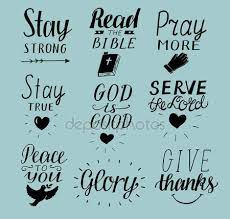 Stay
STRONG
Read
THE
BIBLE
Pray
MORE
Stay
TRUE
GOD
is
GOOD
SERVE
the Lord
Peace
to
YOU
Glory
GIVE
thanks
depositphotos